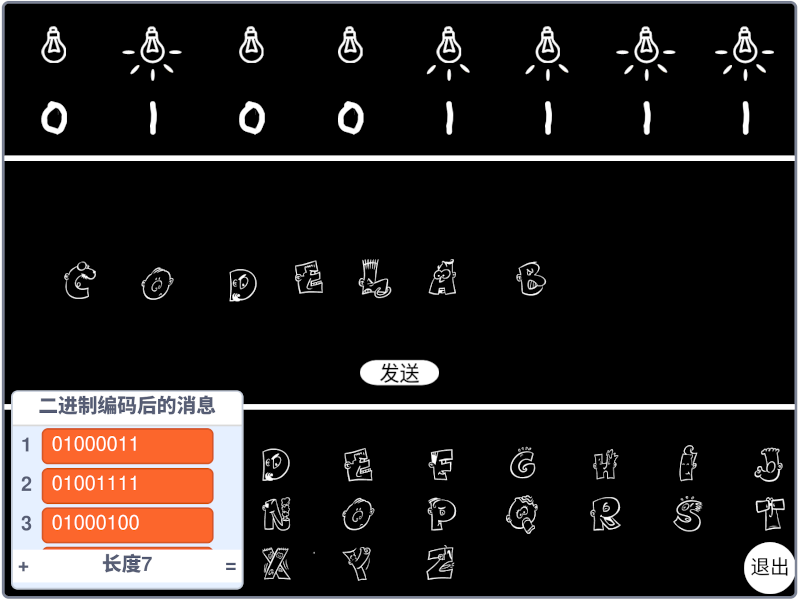 0 1 0 0 1 1 1 1
C O D E L A B
发送
二进制编码后的消息
1 01000011
2 01001111
3 01000100
+ 长度7 =
D E F G H I J
N O P Q R S T
X Y Z
退出